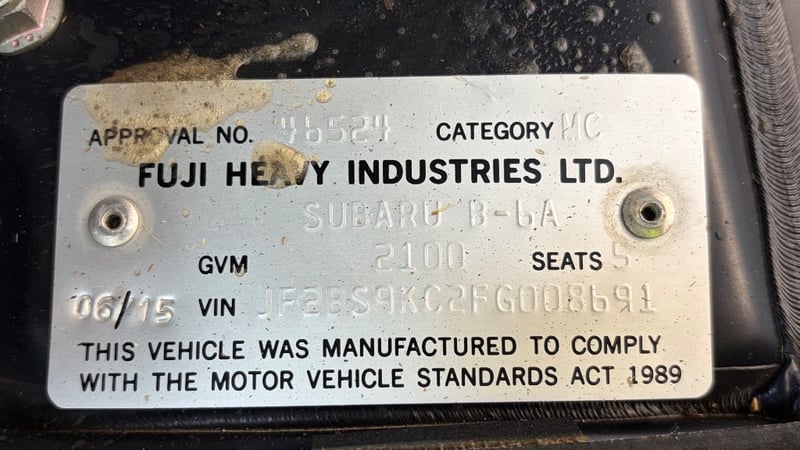 APPROVAL NO. 46524 CATEGORY MC
FUJI HEAVY INDUSTRIES LTD.
SUBARU B-6A
GVM 2100 SEATS 5
06/15 VIN JF2BS9KC2FG008691
THIS VEHICLE WAS MANUFACTURED TO COMPLY
WITH THE MOTOR VEHICLE STANDARDS ACT 1989